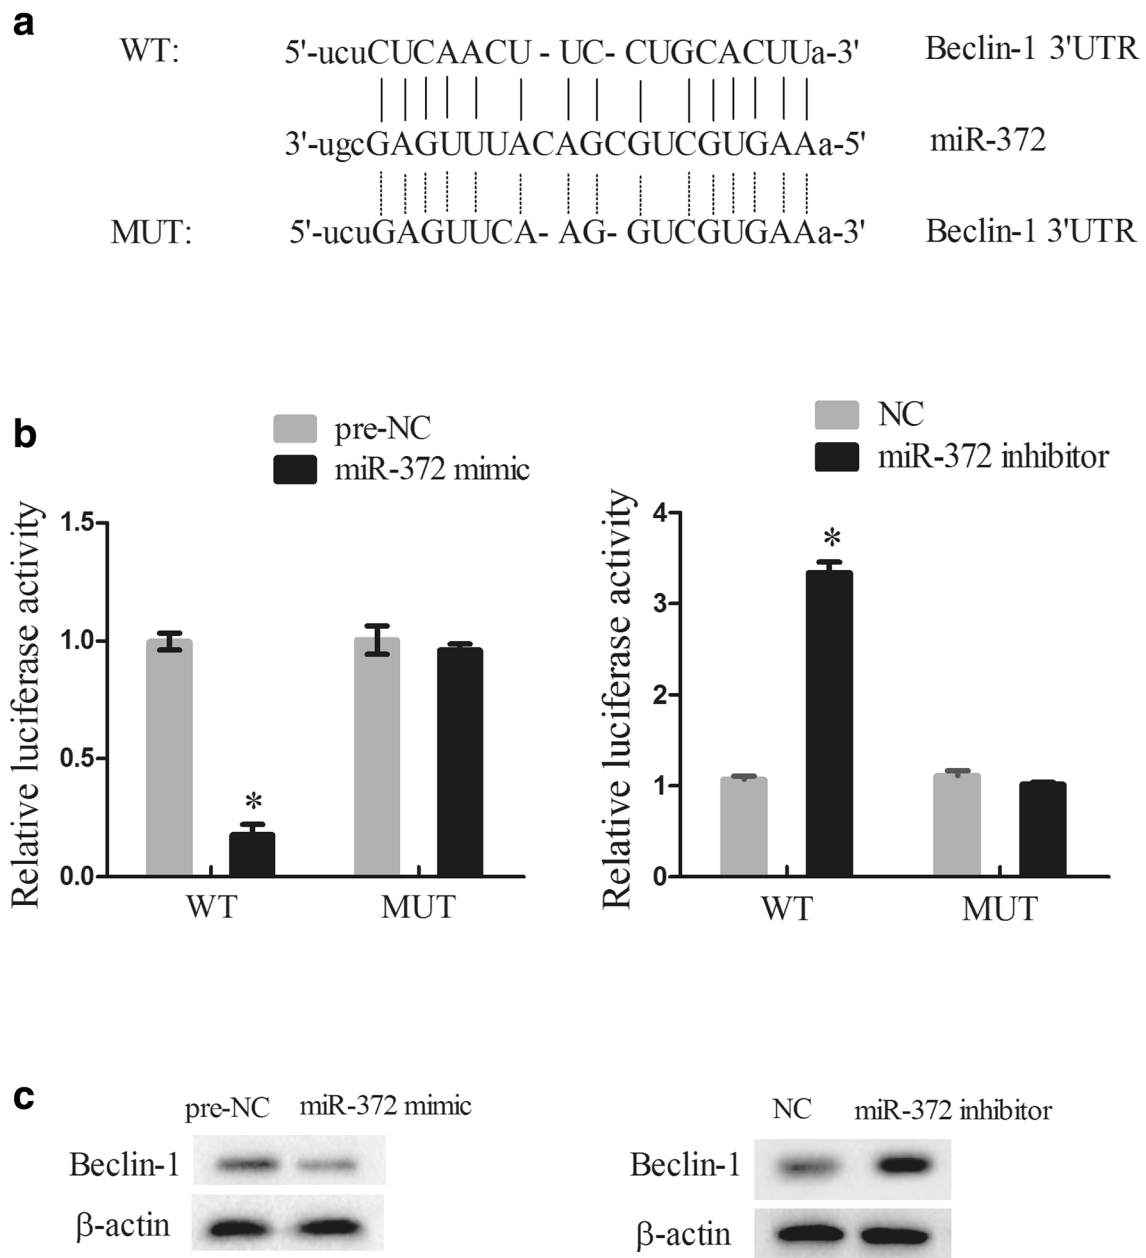 a
WT: 5'-ucuCUCAACU - UC- CUGCACUUa-3' Beclin-1 3'UTR
3'-ugcGAGUUUACAGCGUCGUGAAa-5' miR-372
MUT: 5'-ucuGAGUUCA- AG- GUCGUGAAa-3' Beclin-1 3'UTR
b
pre-NC
miR-372 mimic
Relative luciferase activity
1.5
1.0
0.5
0.0
*
WT MUT
NC
miR-372 inhibitor
Relative luciferase activity
4
3
2
1
0
*
WT MUT
c
pre-NC miR-372 mimic
Beclin-1
β-actin
NC miR-372 inhibitor
Beclin-1
β-actin